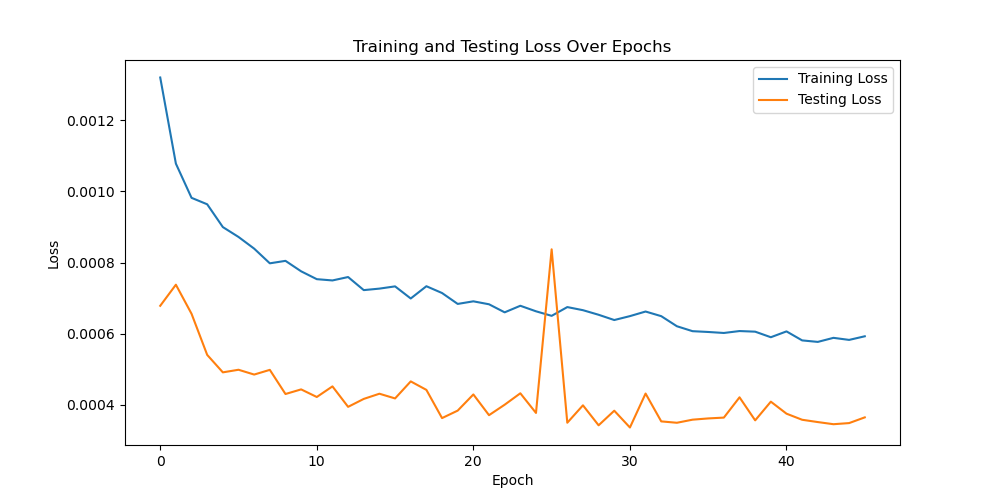 Training and Testing Loss Over Epochs
Training Loss
Testing Loss
0.0012
0.0010
0.0008
0.0006
0.0004
Loss
0 10 20 30 40
Epoch